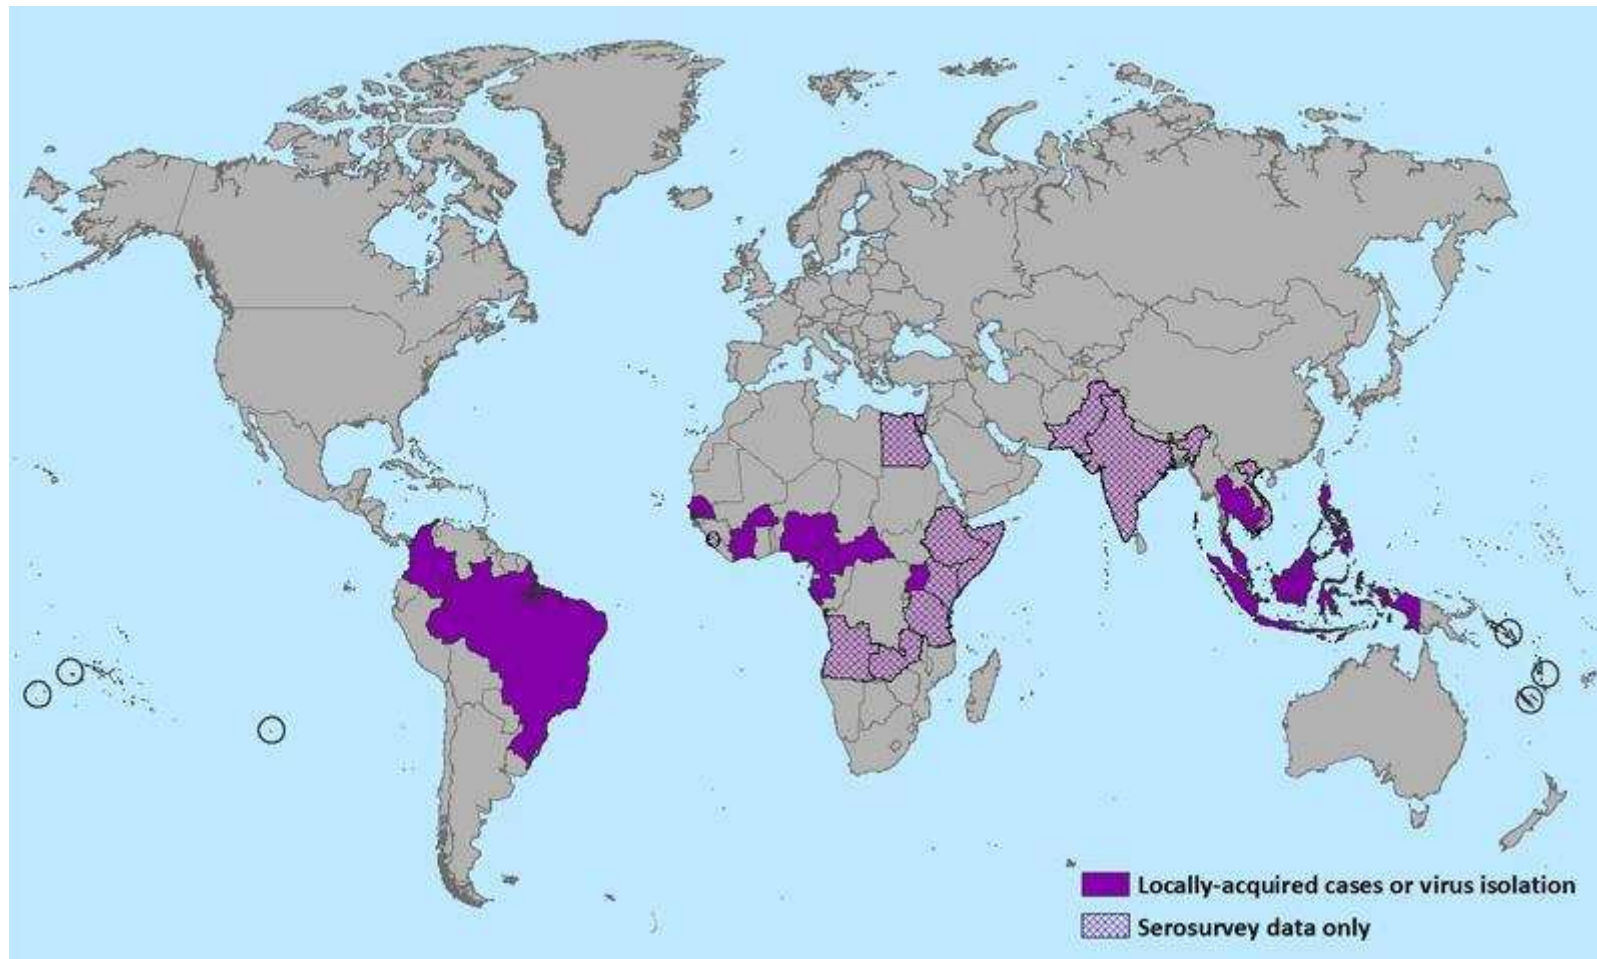 Locally-acquired cases or virus isolation
Serosurvey data only